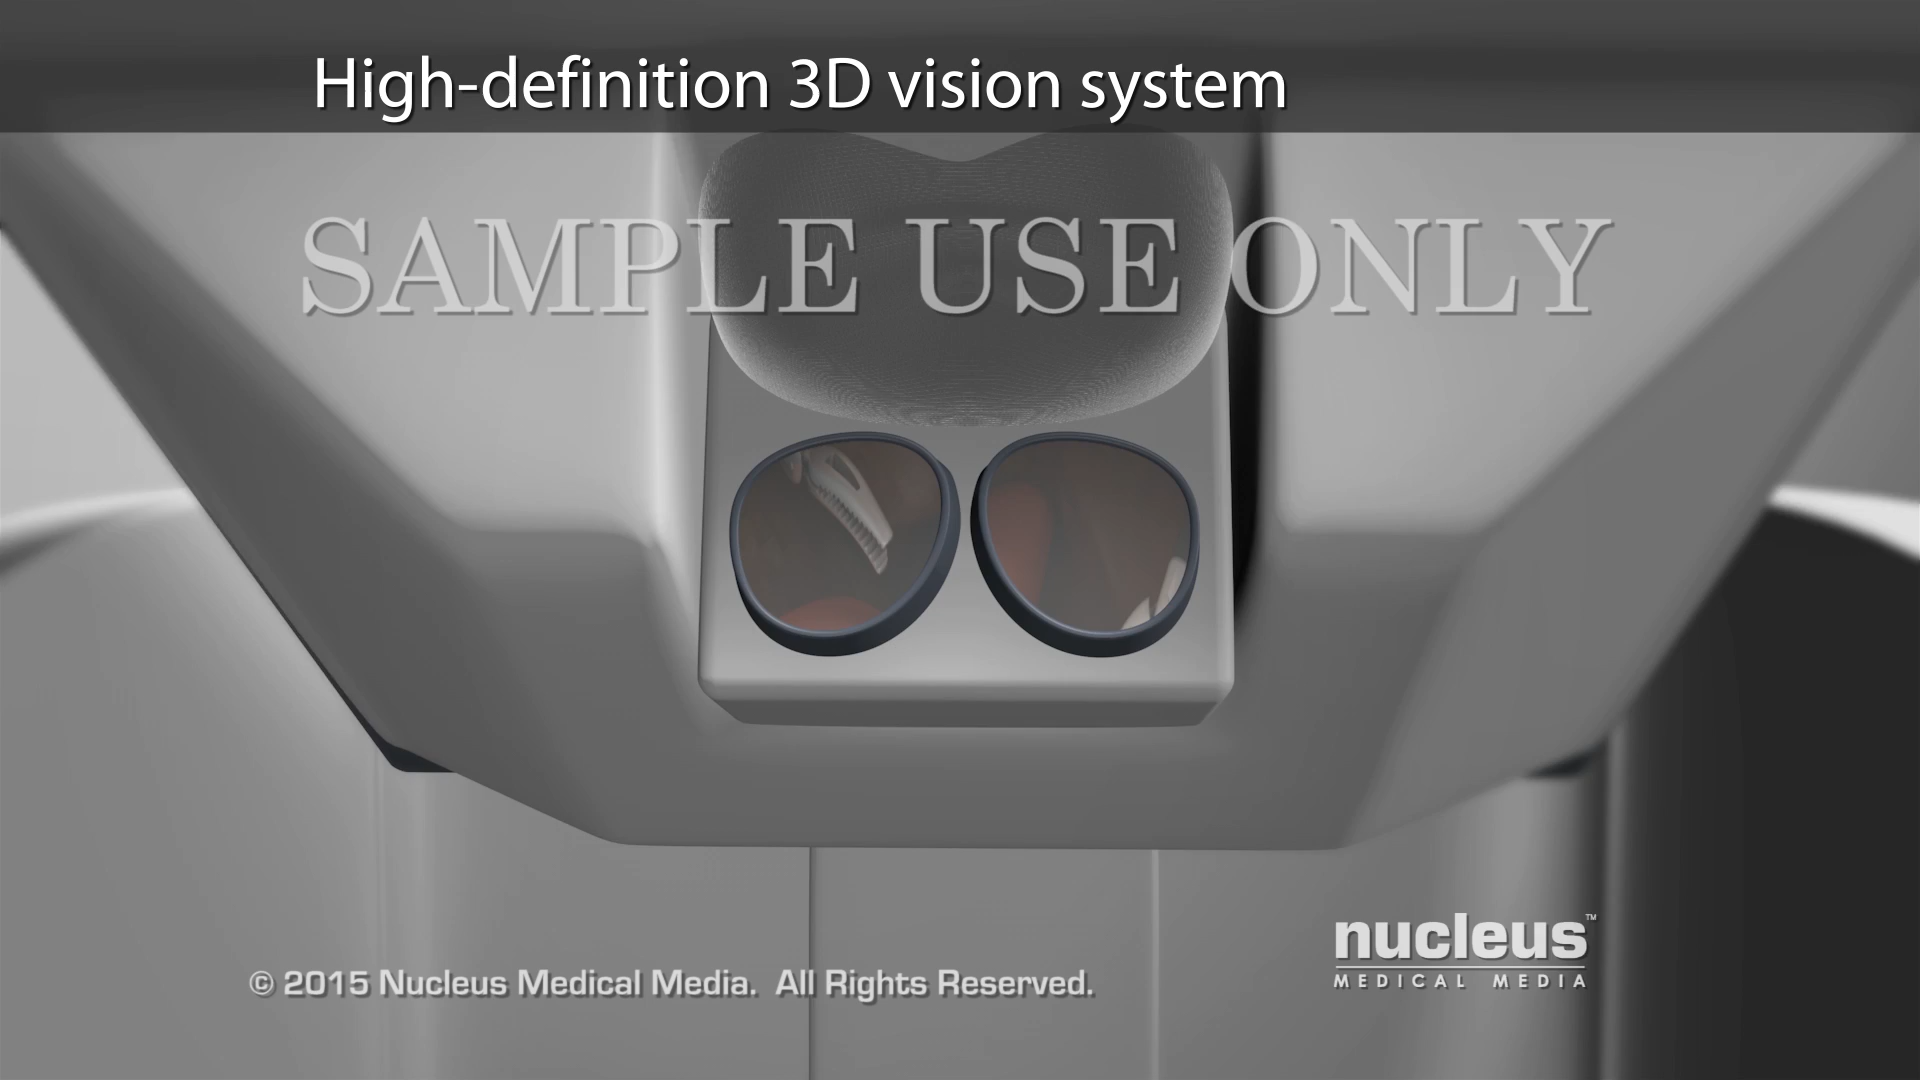 High-definition 3D vision system
SAMPLE USE ONLY
nucleus™
MEDICAL MEDIA
© 2015 Nucleus Medical Media. All Rights Reserved.